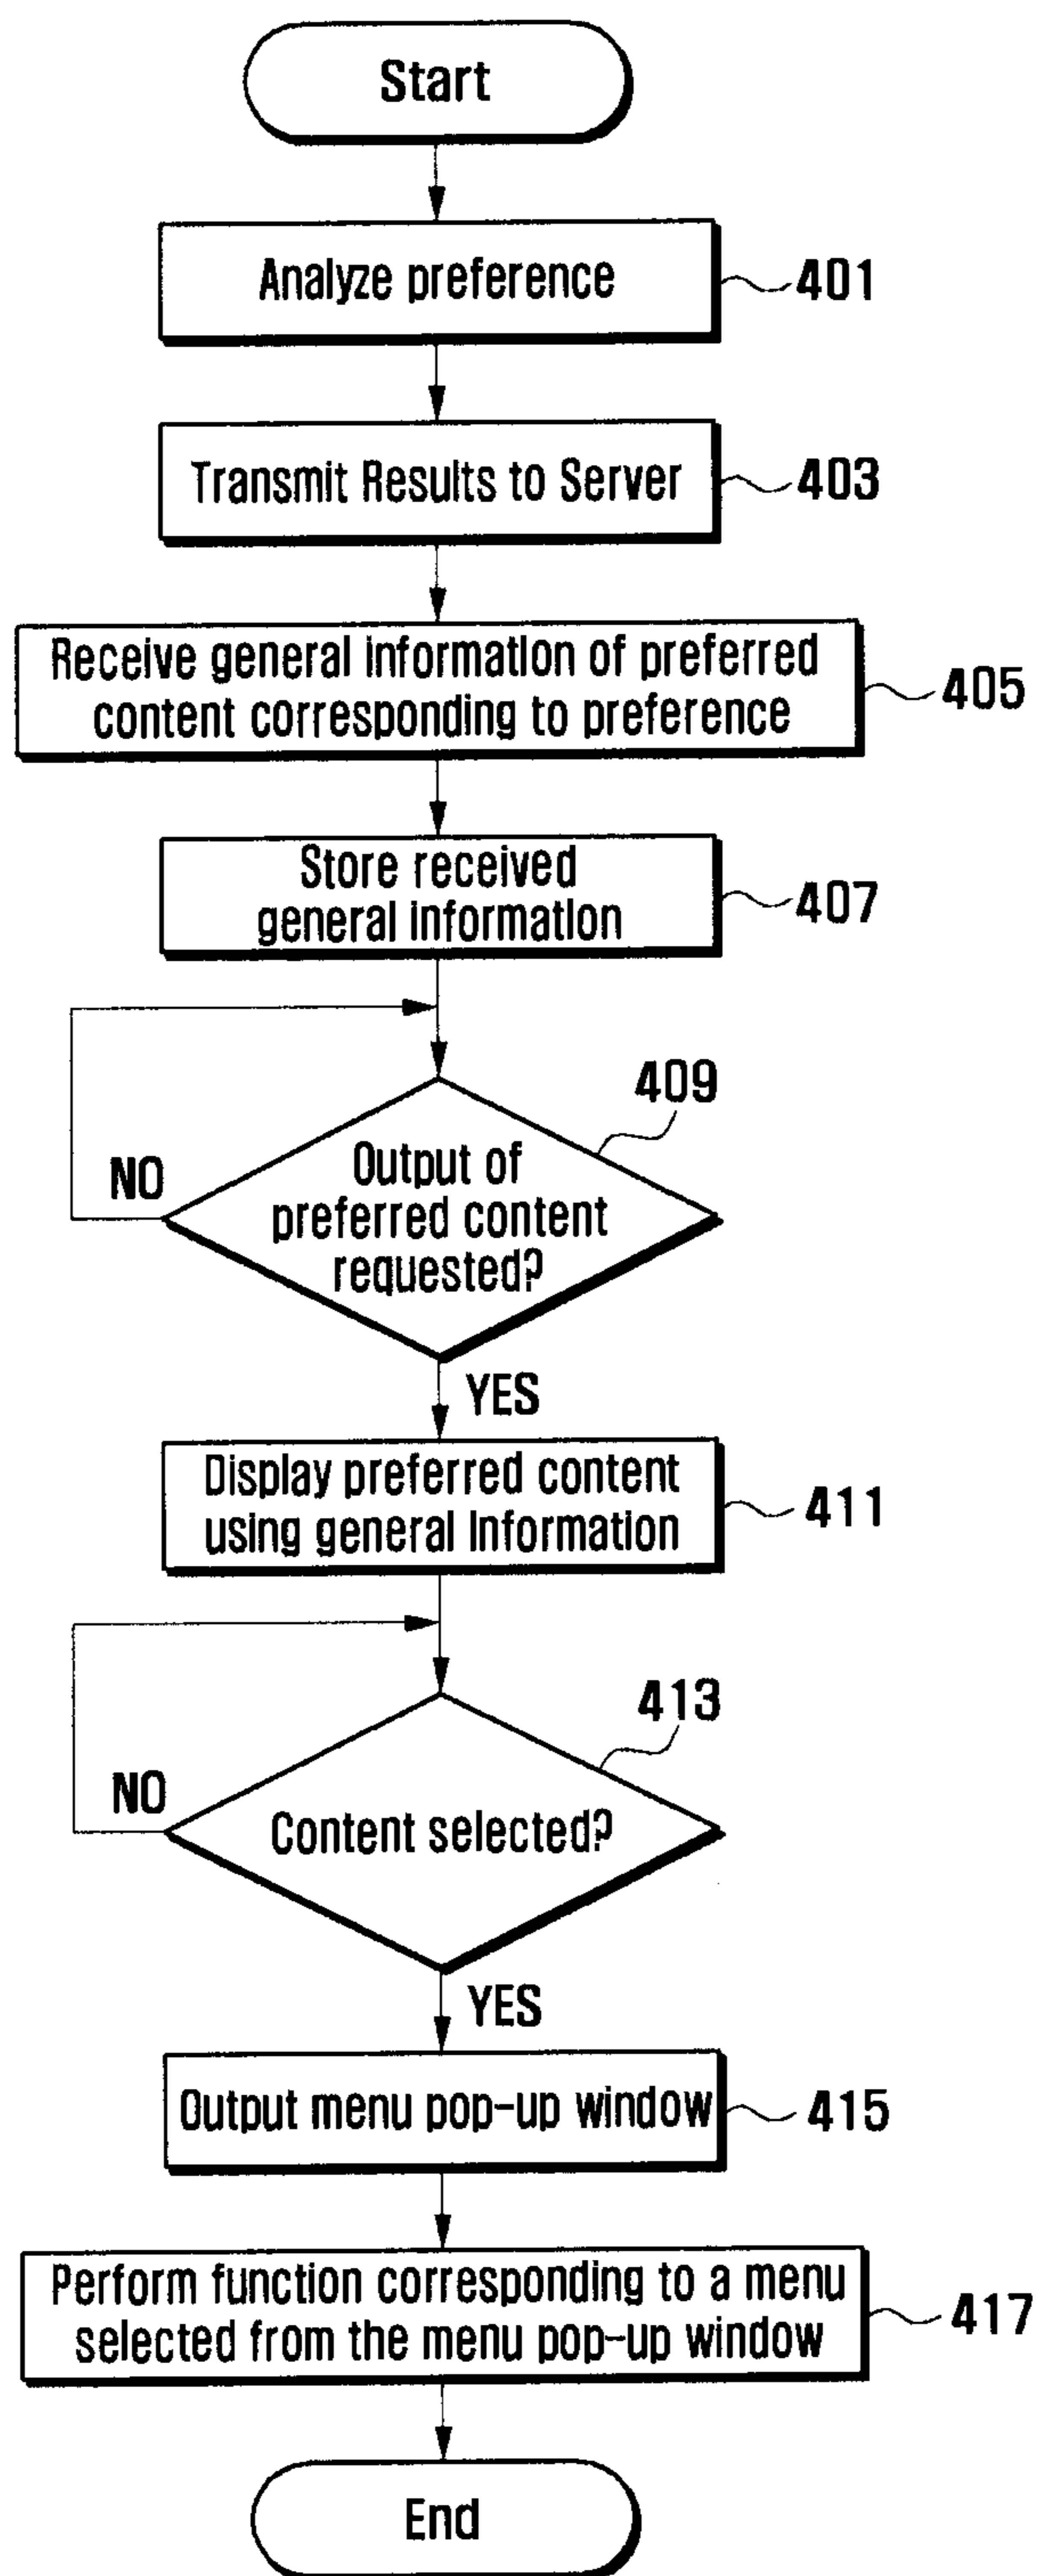 Start
Analyze preference
401
Transmit Results to Server
403
Receive general information of preferred
content corresponding to preference
405
Store received
general information
407
409
Output of
preferred content
requested?
NO
YES
Display preferred content
using general Information
411
413
Content selected?
NO
YES
Output menu pop-up window
415
Perform function corresponding to a menu
selected from the menu pop-up window
417
End